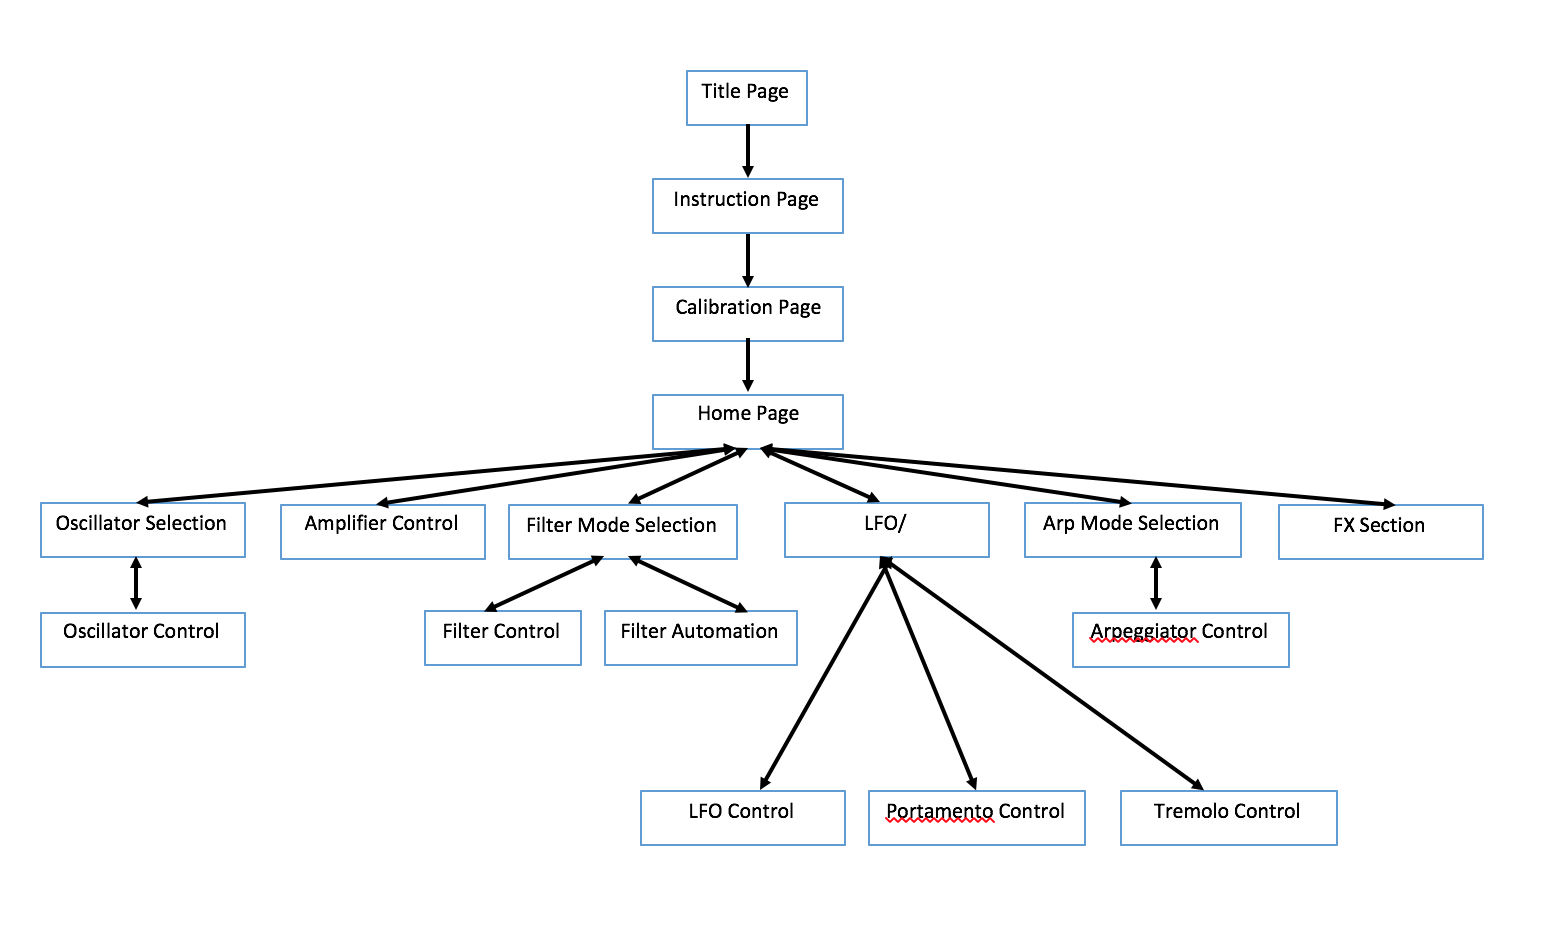 Title Page
Instruction Page
Calibration Page
Home Page
Oscillator Selection
Amplifier Control
Filter Mode Selection
LFO/
Arp Mode Selection
FX Section
Oscillator Control
Filter Control
Filter Automation
Arpeggiator Control
LFO Control
Portamento Control
Tremolo Control